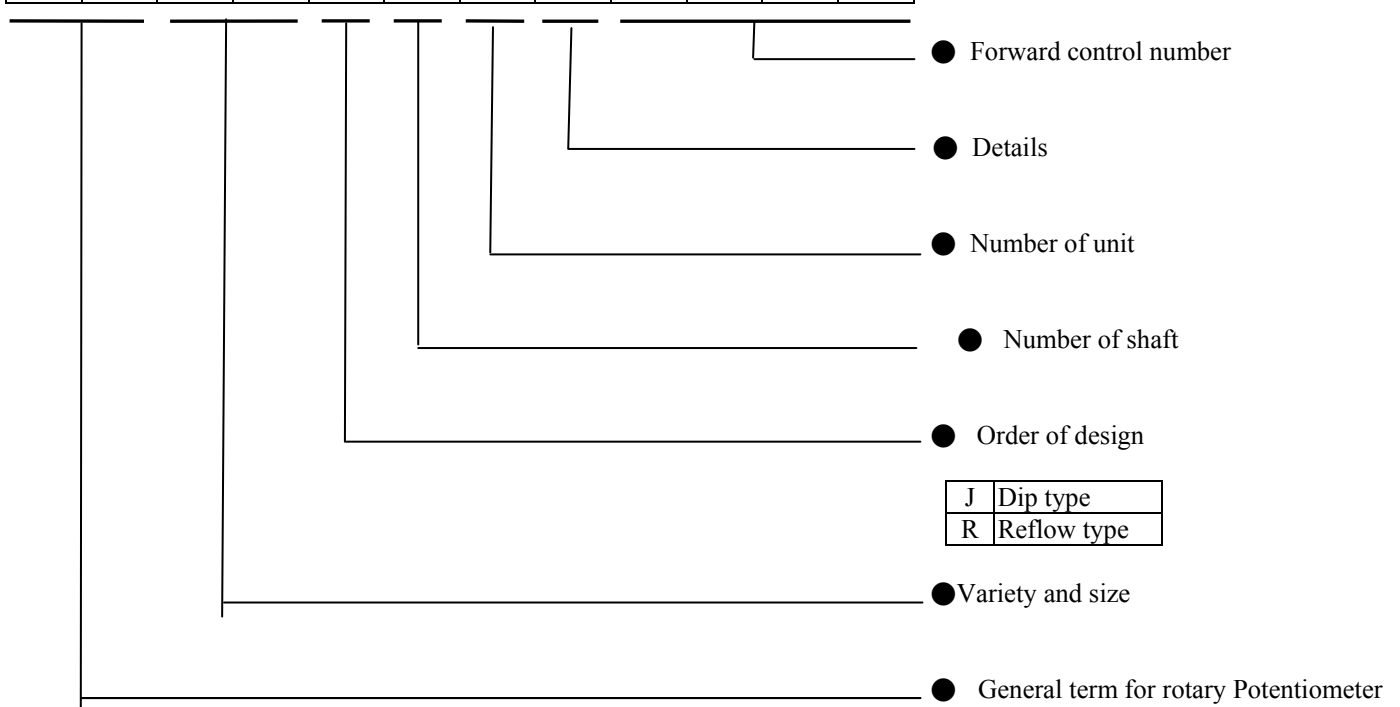 ● Forward control number
● Details
● Number of unit
● Number of shaft
● Order of design
J Dip type
R Reflow type
●Variety and size
● General term for rotary Potentiometer